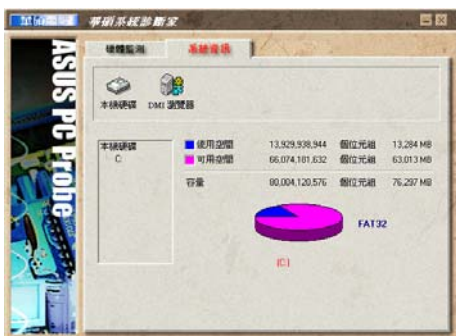 華碩系統診斷家
ASUS PC Probe
硬體監測 系統資訊
本機硬碟 DMI 瀏覽器
本機硬碟
C
使用空間 13,929,938,944 個位元組 13,284 MB
可用空間 66,074,181,632 個位元組 63,013 MB
容量 80,004,120,576 個位元組 76,297 MB
FAT32
(C:)